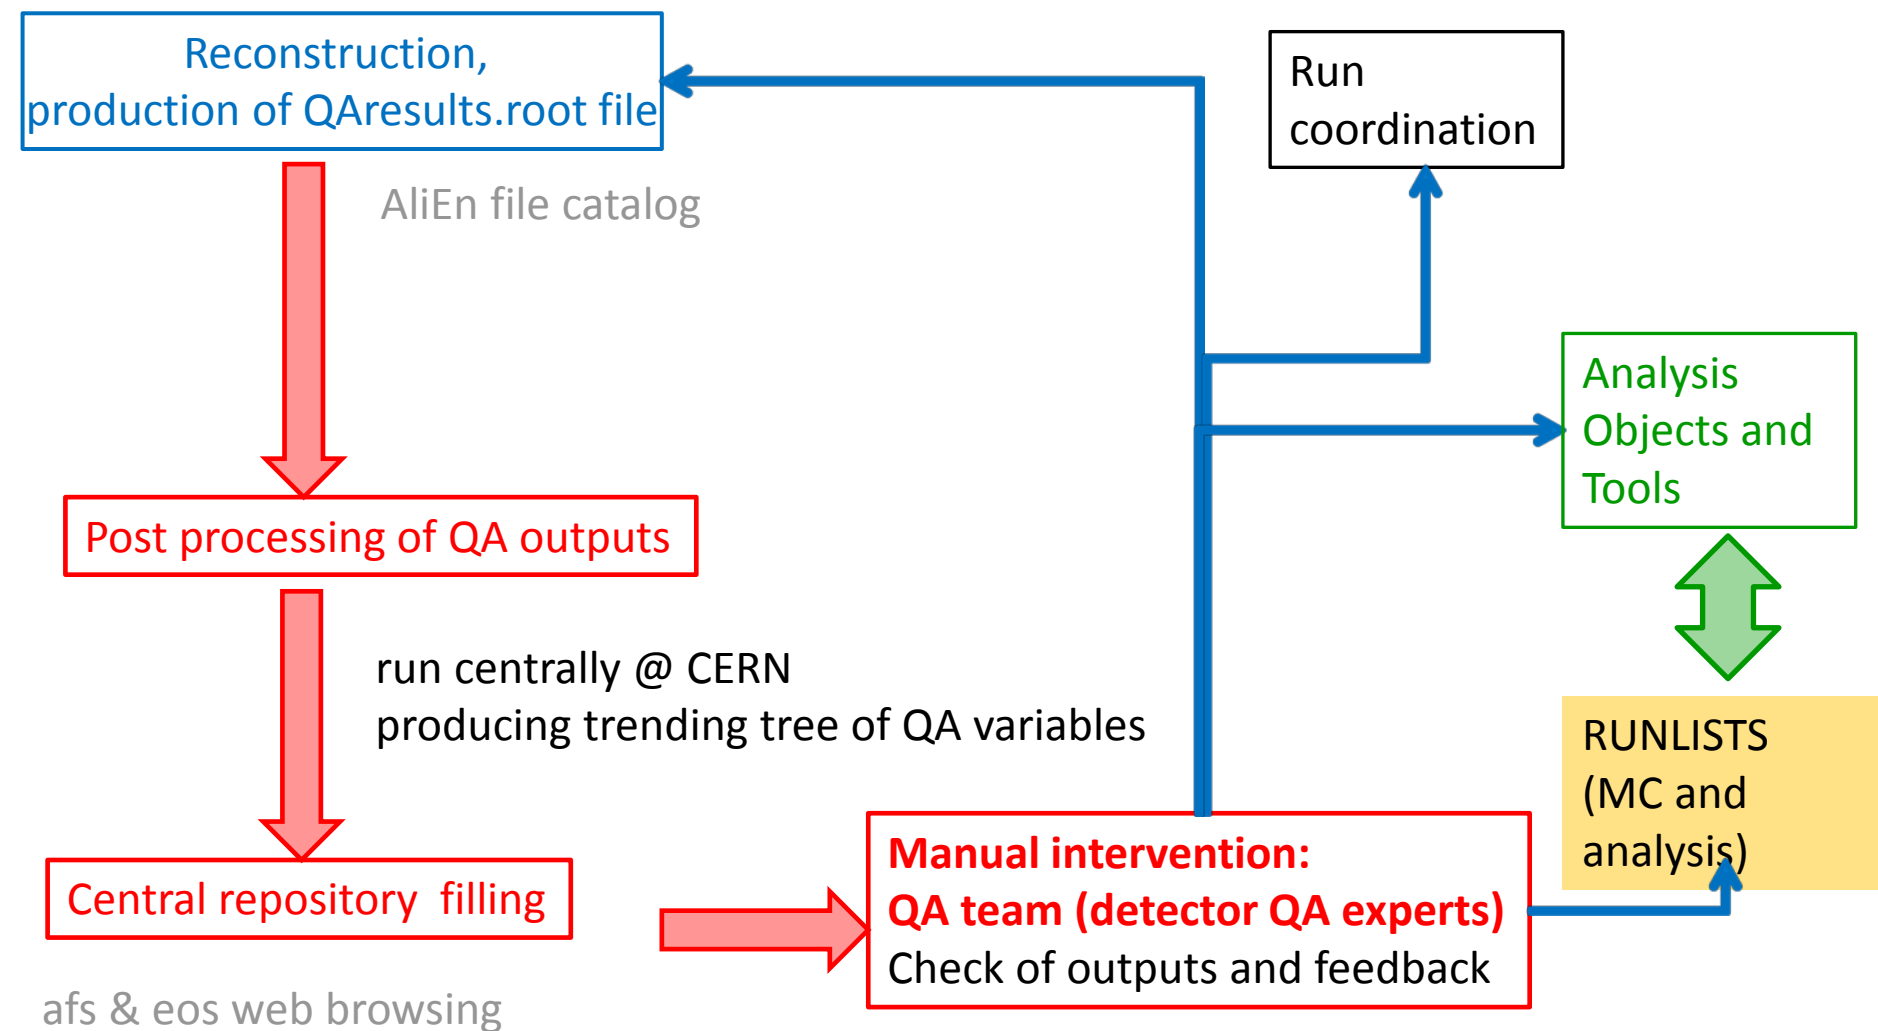 Reconstruction,
production of QAresults.root file
AliEn file catalog
Run
coordination
Analysis
Objects and
Tools
Post processing of QA outputs
run centrally @ CERN
producing trending tree of QA variables
RUNLISTS
(MC and
analysis)
Central repository filling
Manual intervention:
QA team (detector QA experts)
Check of outputs and feedback
afs & eos web browsing